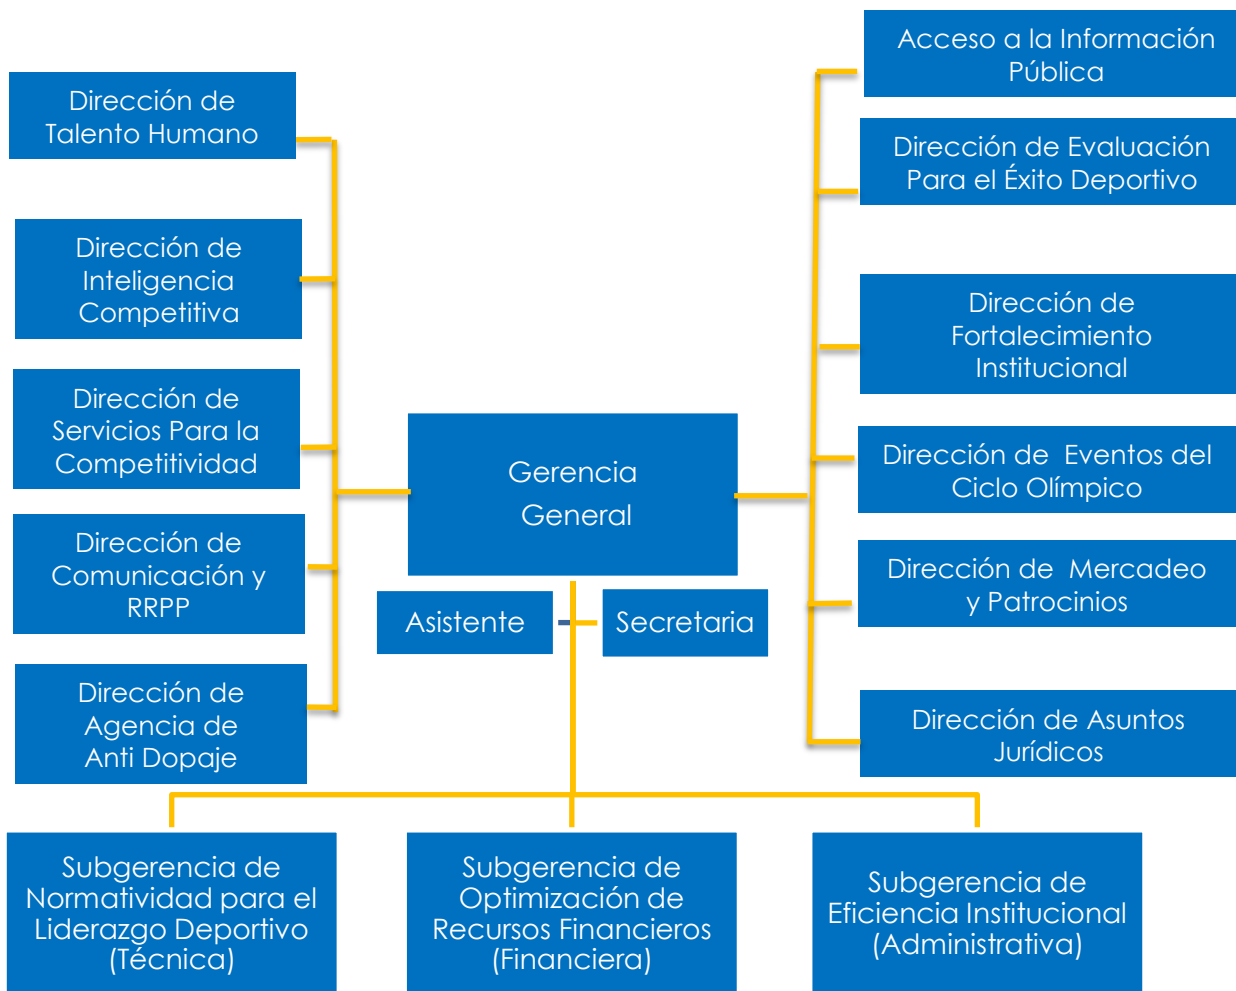 Acceso a la Información
Pública
Dirección de
Talento Humano
Dirección de Evaluación
Para el Éxito Deportivo
Dirección de
Inteligencia
Competitiva
Dirección de
Fortalecimiento
Institucional
Dirección de
Servicios Para la
Competitividad
Gerencia
General
Dirección de Eventos del
Ciclo Olímpico
Dirección de
Comunicación y
RRPP
Dirección de Mercadeo
y Patrocinios
Asistente
Secretaria
Dirección de
Agencia de
Anti Dopaje
Dirección de Asuntos
Jurídicos
Subgerencia de
Normatividad para el
Liderazgo Deportivo
(Técnica)
Subgerencia de
Optimización de
Recursos Financieros
(Financiera)
Subgerencia de
Eficiencia Institucional
(Administrativa)